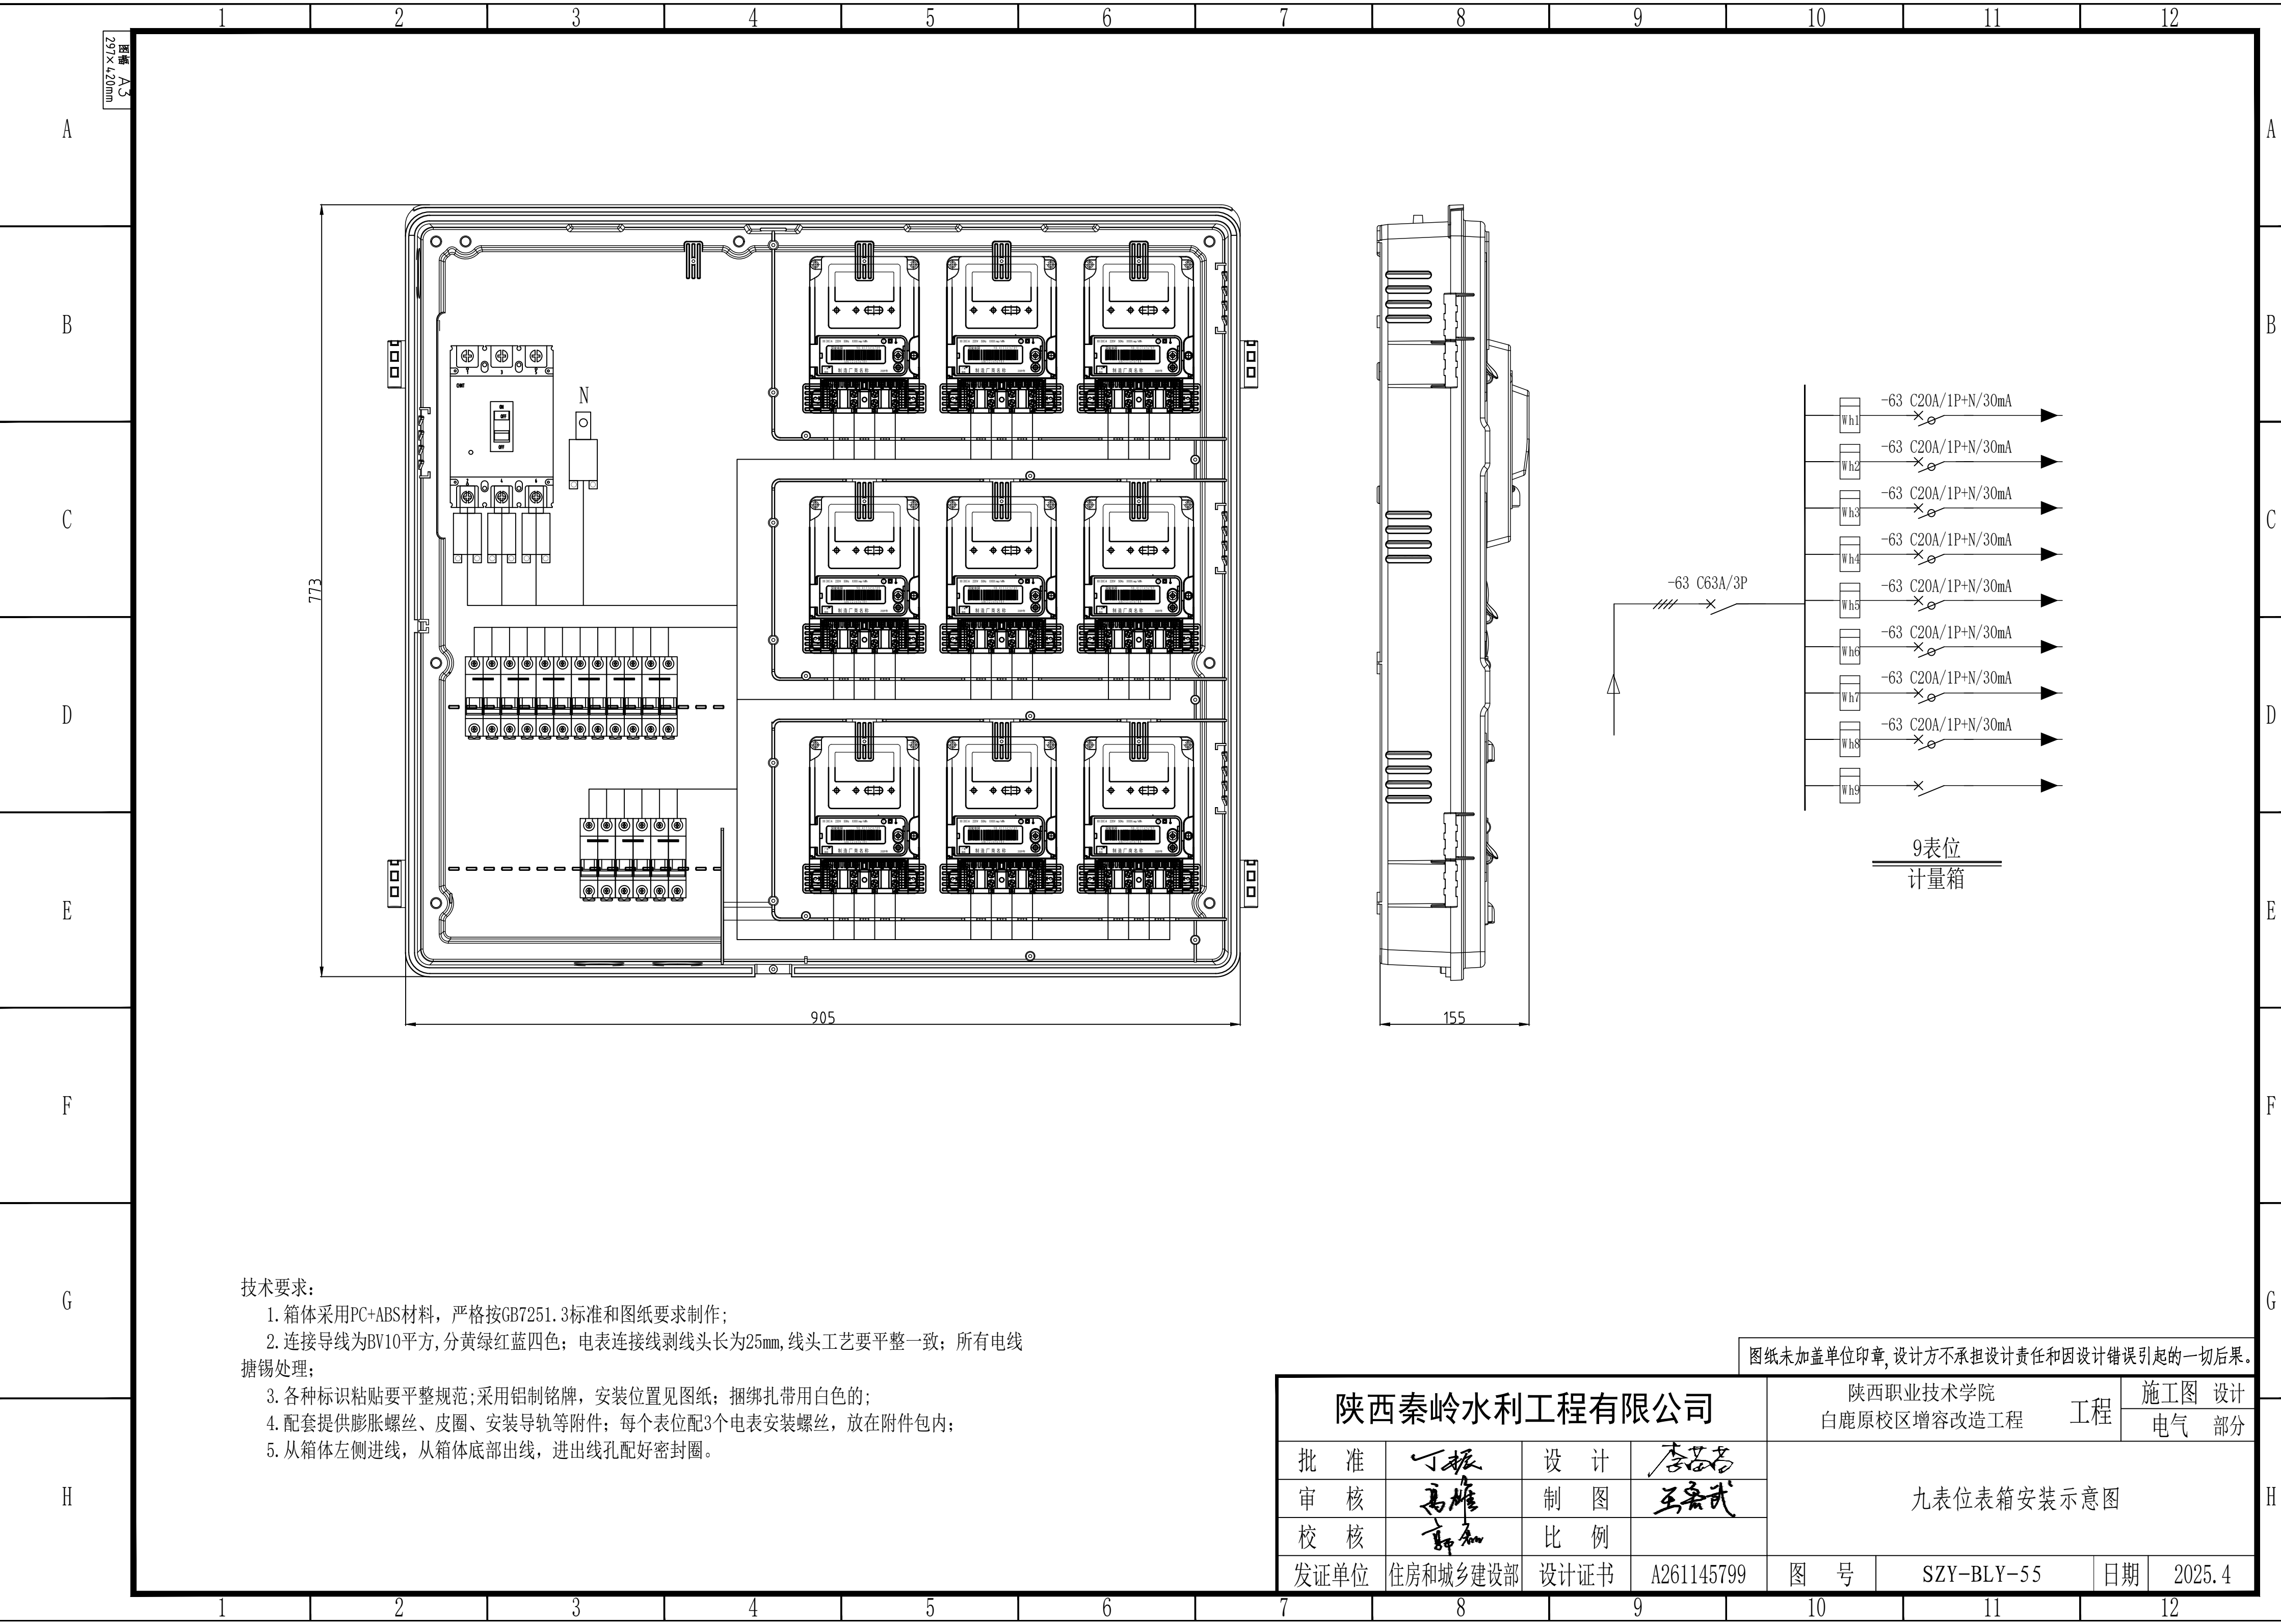 1 2 3 4 5 6 7 8 9 10 11 12
图幅 A3
297×420mm
A A
B B
C C
D D
E E
F F
G G
H H
N
773
905
155
-63 C63A/3P
Wh1 -63 C20A/1P+N/30mA
Wh2 -63 C20A/1P+N/30mA
Wh3 -63 C20A/1P+N/30mA
Wh4 -63 C20A/1P+N/30mA
Wh5 -63 C20A/1P+N/30mA
Wh6 -63 C20A/1P+N/30mA
Wh7 -63 C20A/1P+N/30mA
Wh8 -63 C20A/1P+N/30mA
Wh9
9表位
计量箱
技术要求:
1.箱体采用PC+ABS材料，严格按GB7251.3标准和图纸要求制作;
2.连接导线为BV10平方,分黄绿红蓝四色；电表连接线剥线头长为25mm,线头工艺要平整一致；所有电线
搪锡处理;
3.各种标识粘贴要平整规范;采用铝制铭牌，安装位置见图纸；捆绑扎带用白色的;
4.配套提供膨胀螺丝、皮圈、安装导轨等附件；每个表位配3个电表安装螺丝，放在附件包内;
5.从箱体左侧进线，从箱体底部出线，进出线孔配好密封圈。
图纸未加盖单位印章,设计方不承担设计责任和因设计错误引起的一切后果。
陕西秦岭水利工程有限公司
陕西职业技术学院
白鹿原校区增容改造工程
工程
施工图 设计
电气 部分
批 准 丁振 设 计
审 核 高雄 制 图
校 核 郭磊 比 例
九表位表箱安装示意图
发证单位 住房和城乡建设部 设计证书 A261145799 图 号 SZY-BLY-55 日期 2025.4
1 2 3 4 5 6 7 8 9 10 11 12